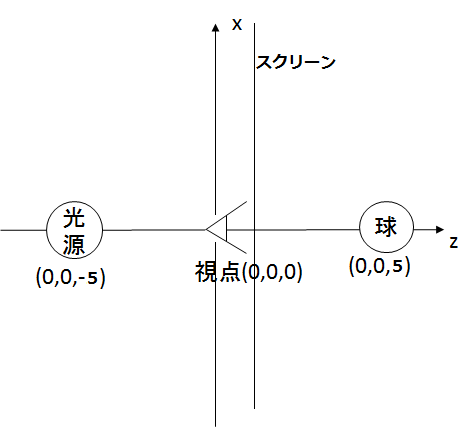 x
スクリーン
光
源
球
z
(0,0,-5)
視点(0,0,0)
(0,0,5)